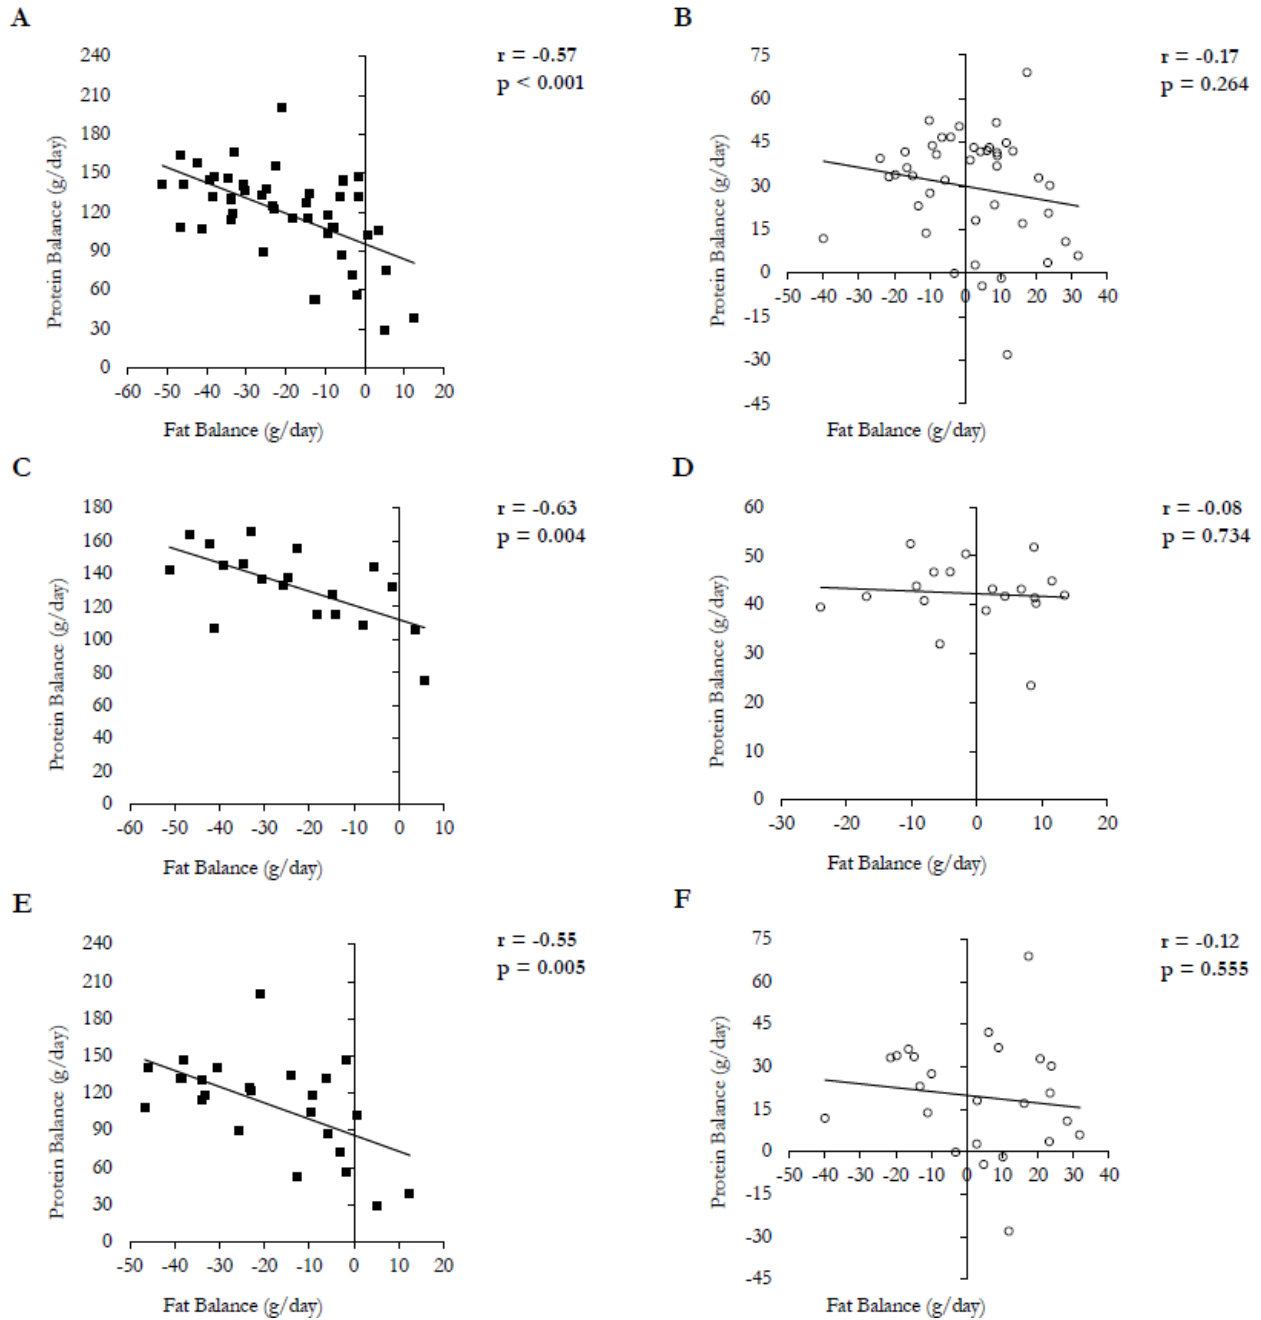 A
r = -0.57
p < 0.001
240
210
180
150
120
90
60
30
0
-60 -50 -40 -30 -20 -10 0 10 20
Protein Balance (g/day)
Fat Balance (g/day)
B
r = -0.17
p = 0.264
75
60
45
30
15
0
-15
-30
-45
-50 -40 -30 -20 -10 0 10 20 30 40
Protein Balance (g/day)
Fat Balance (g/day)
C
r = -0.63
p = 0.004
180
160
140
120
100
80
60
40
20
0
-60 -50 -40 -30 -20 -10 0 10
Protein Balance (g/day)
Fat Balance (g/day)
D
r = -0.08
p = 0.734
60
50
40
30
20
10
0
-30 -20 -10 0 10 20
Protein Balance (g/day)
Fat Balance (g/day)
E
r = -0.55
p = 0.005
240
210
180
150
120
90
60
30
0
-50 -40 -30 -20 -10 0 10 20
Protein Balance (g/day)
Fat Balance (g/day)
F
r = -0.12
p = 0.555
75
60
45
30
15
0
-15
-30
-45
-50 -40 -30 -20 -10 0 10 20 30 40
Protein Balance (g/day)
Fat Balance (g/day)